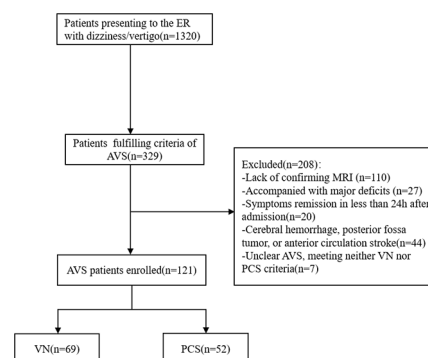 Patients presenting to the ER
with dizziness/vertigo(n=1320)
Patients fulfilling criteria of
AVS(n=329)
Excluded(n=208):
-Lack of confirming MRI (n=110)
-Accompanied with major deficits (n=27)
-Symptoms remission in less than 24h after
admission(n=20)
-Cerebral hemorrhage, posterior fossa
tumor, or anterior circulation stroke(n=44)
-Unclear AVS, meeting neither VN nor
PCS criteria(n=7)
AVS patients enrolled(n=121)
VN(n=69)
PCS(n=52)